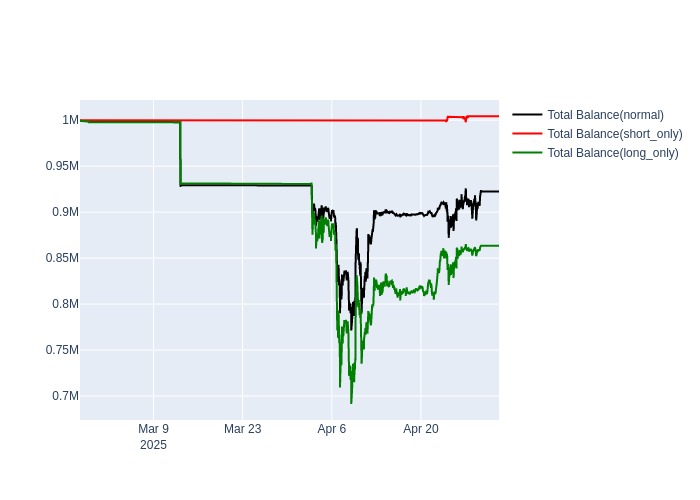 1M
0.95M
0.9M
0.85M
0.8M
0.75M
0.7M
Mar 9
2025
Mar 23
Apr 6
Apr 20
Total Balance(normal)
Total Balance(short_only)
Total Balance(long_only)